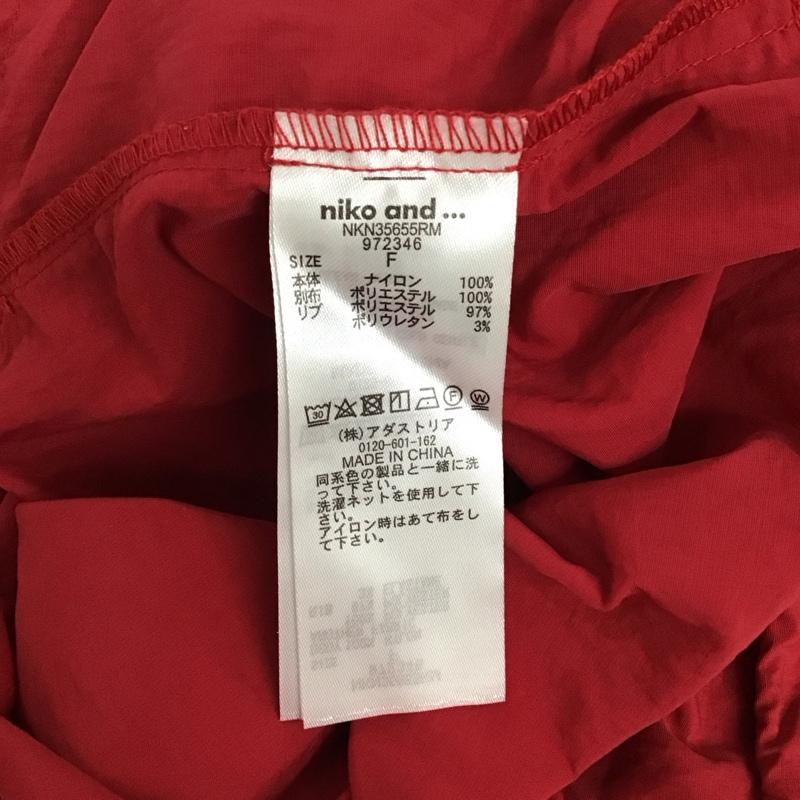 niko and ...
NKN35655RM
972346
SIZE F
本体 ナイロン 100%
別布 ポリエステル 100%
リブ ポリエステル 97%
ポリウレタン 3%
30 F W
(株)アダストリア
0120-601-162
MADE IN CHINA
同系色の製品と一緒に洗
って下さい。
洗濯ネットを使用して下
さい。
アイロン時はあて布をし
て下さい。